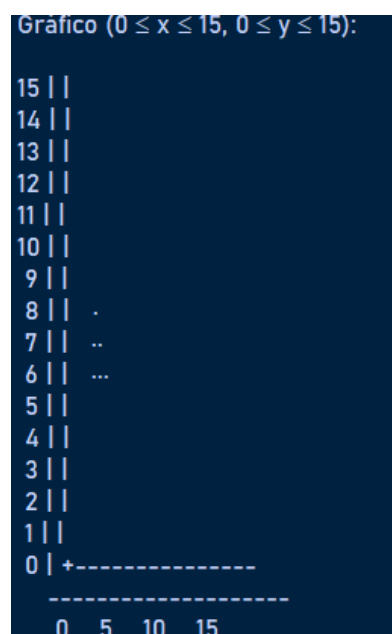 Gráfico (0 ≤ x ≤ 15, 0 ≤ y ≤ 15):
15 | |
14 | |
13 | |
12 | |
11 | |
10 | |
9 | |
8 | | .
7 | | ..
6 | | ...
5 | |
4 | |
3 | |
2 | |
1 | |
0 | +---------------
--------------------
0 5 10 15